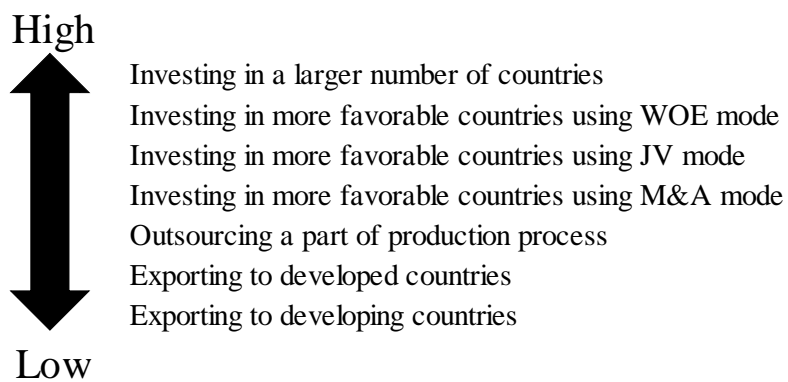 High
Investing in a larger number of countries
Investing in more favorable countries using WOE mode
Investing in more favorable countries using JV mode
Investing in more favorable countries using M&A mode
Outsourcing a part of production process
Exporting to developed countries
Exporting to developing countries
Low